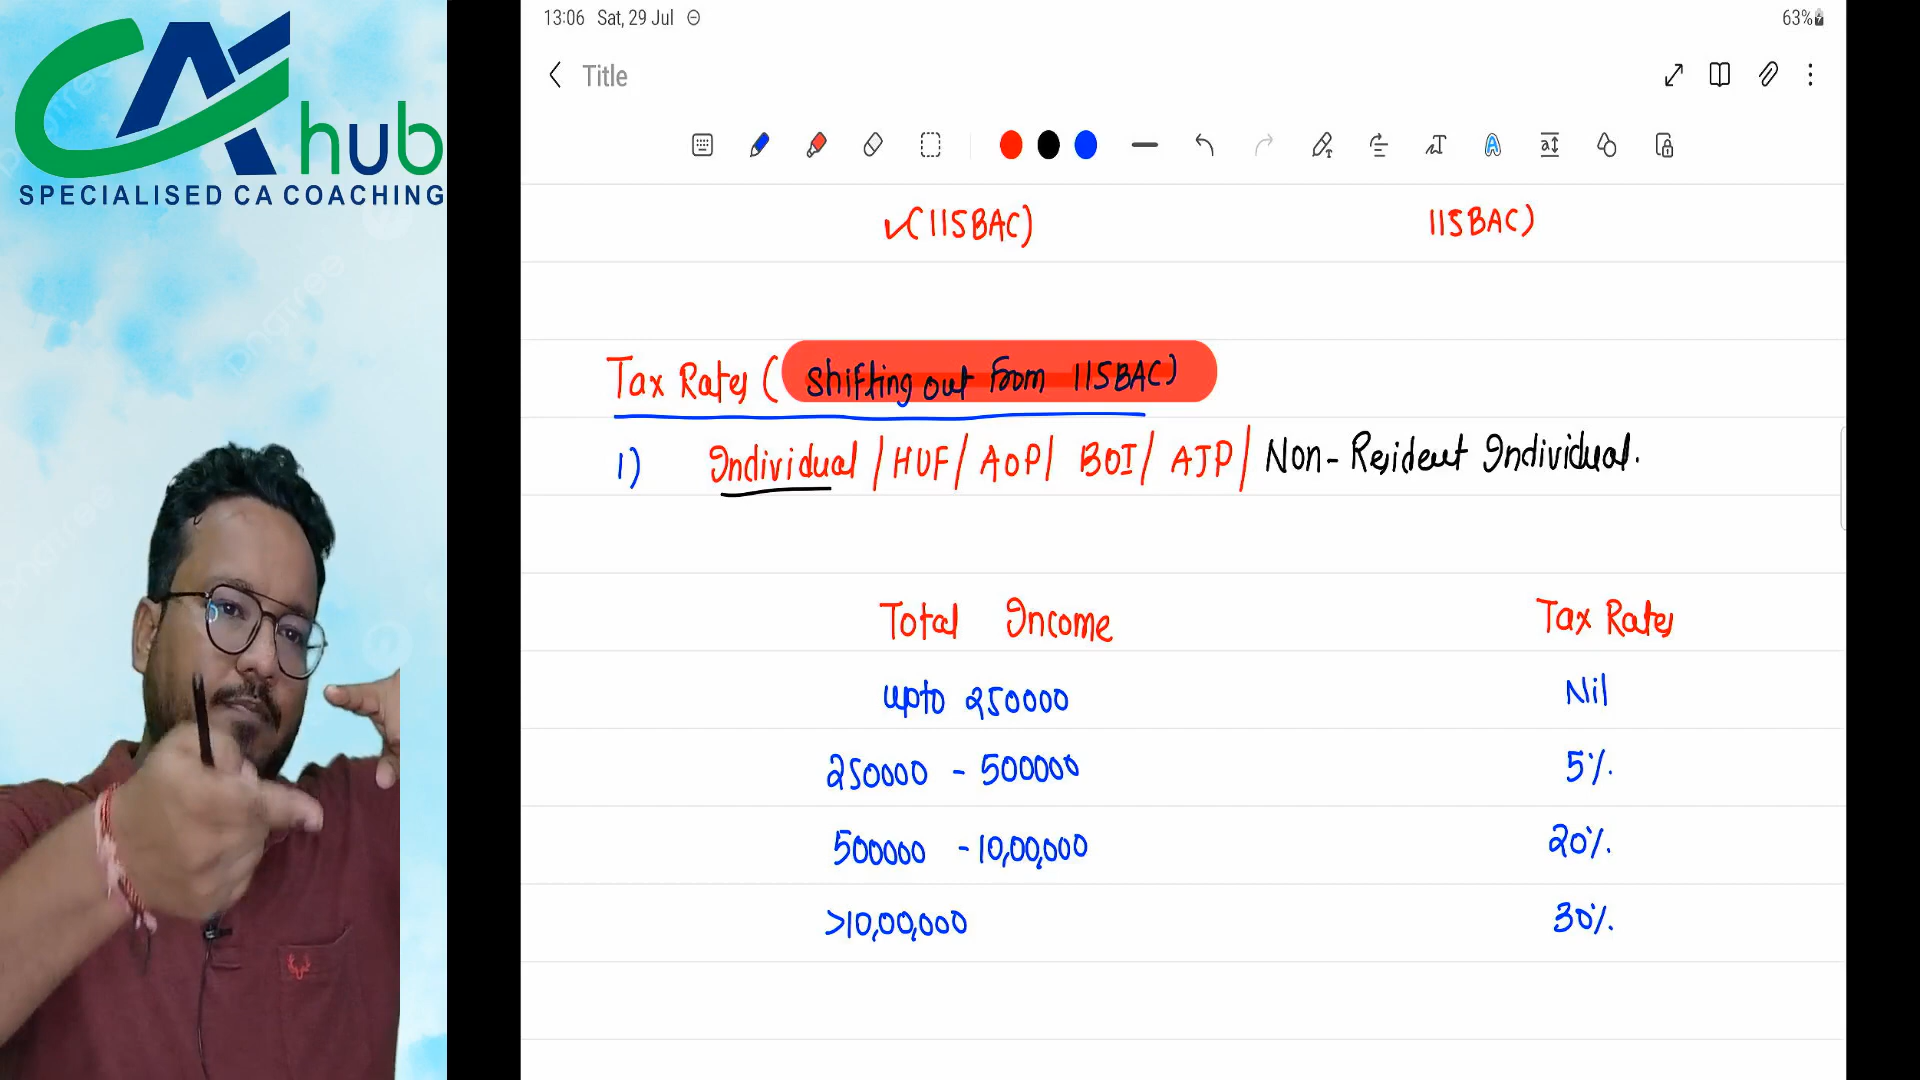 CA hub
SPECIALISED CA COACHING
13:06 Sat, 29 Jul
63%
Title
✓(115BAC)
115BAC)
Tax Rates (shifting out from 115BAC)
1) Individual / HUF / AOP / BOI / AJP / Non-Resident Individual.
Total Income Tax Rates
upto 250000 Nil
250000 - 500000 5%.
500000 - 10,00,000 20%.
>10,00,000 30%.